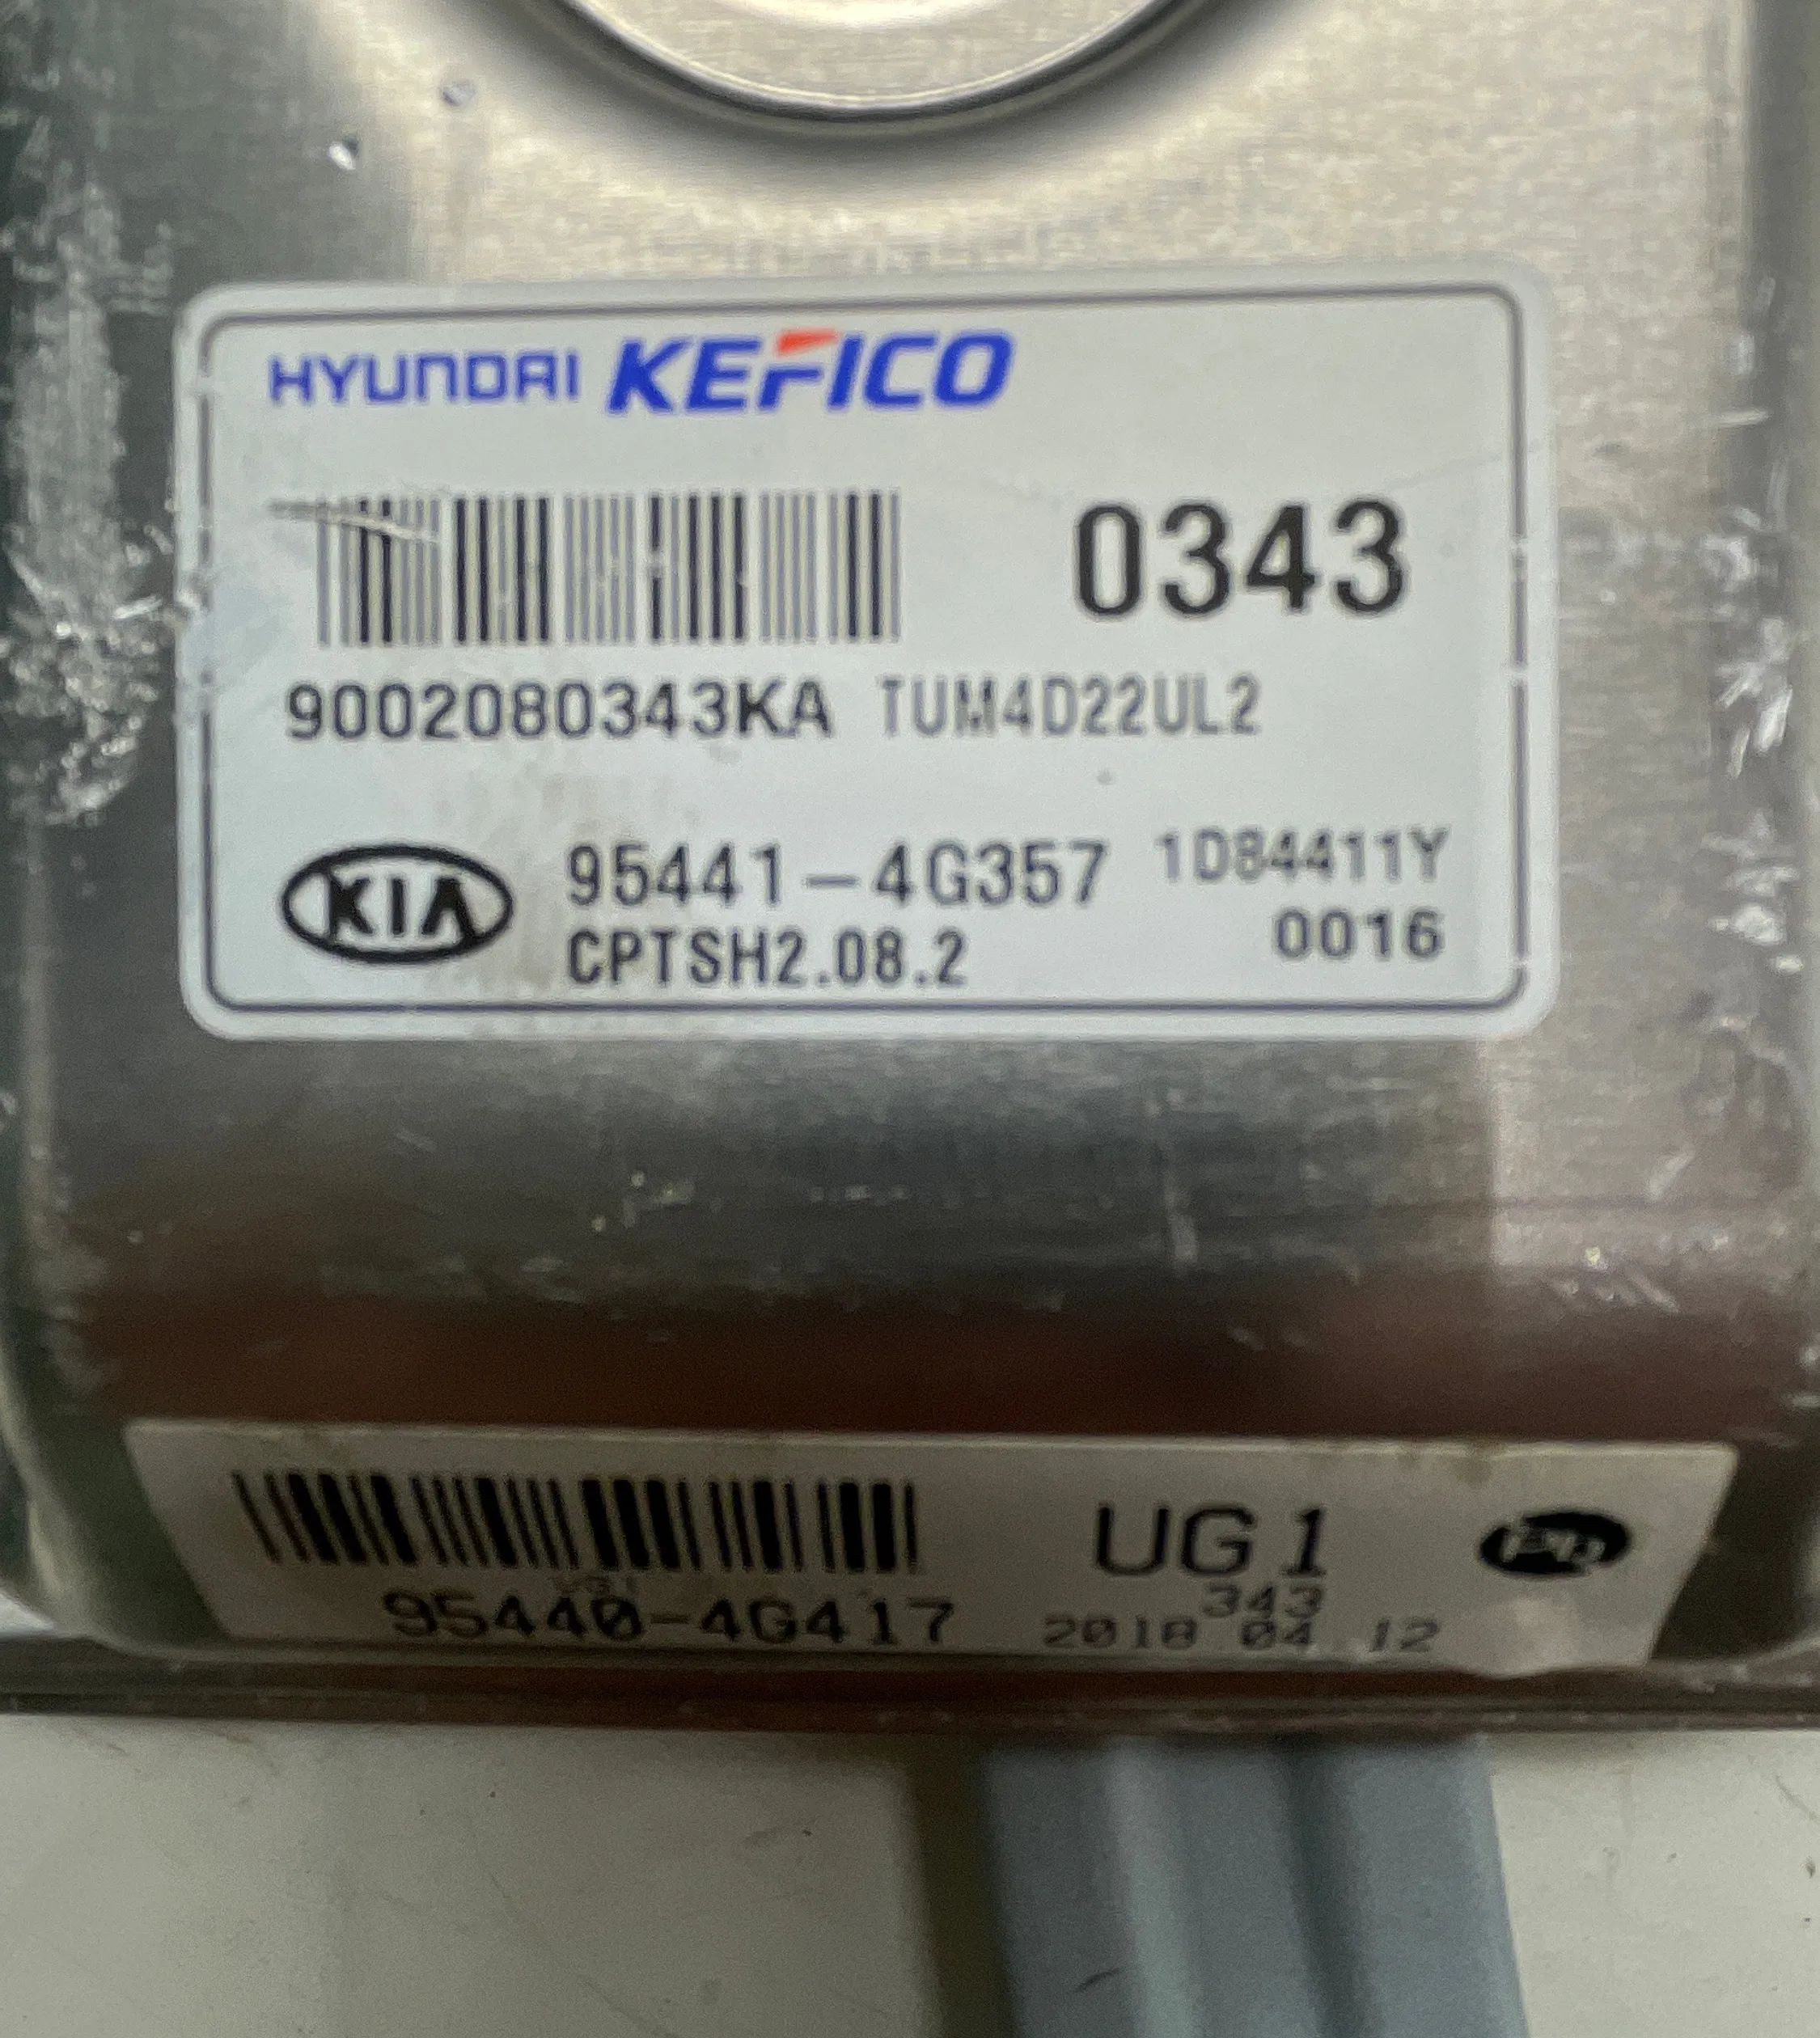 HYUNDAI KEFICO
0343
9002080343KA TUM4D22UL2
KIA 95441-4G357 1D84411Y
CPTSH2.08.2 0016
UG1
343
95440-4G417 2018 04 12